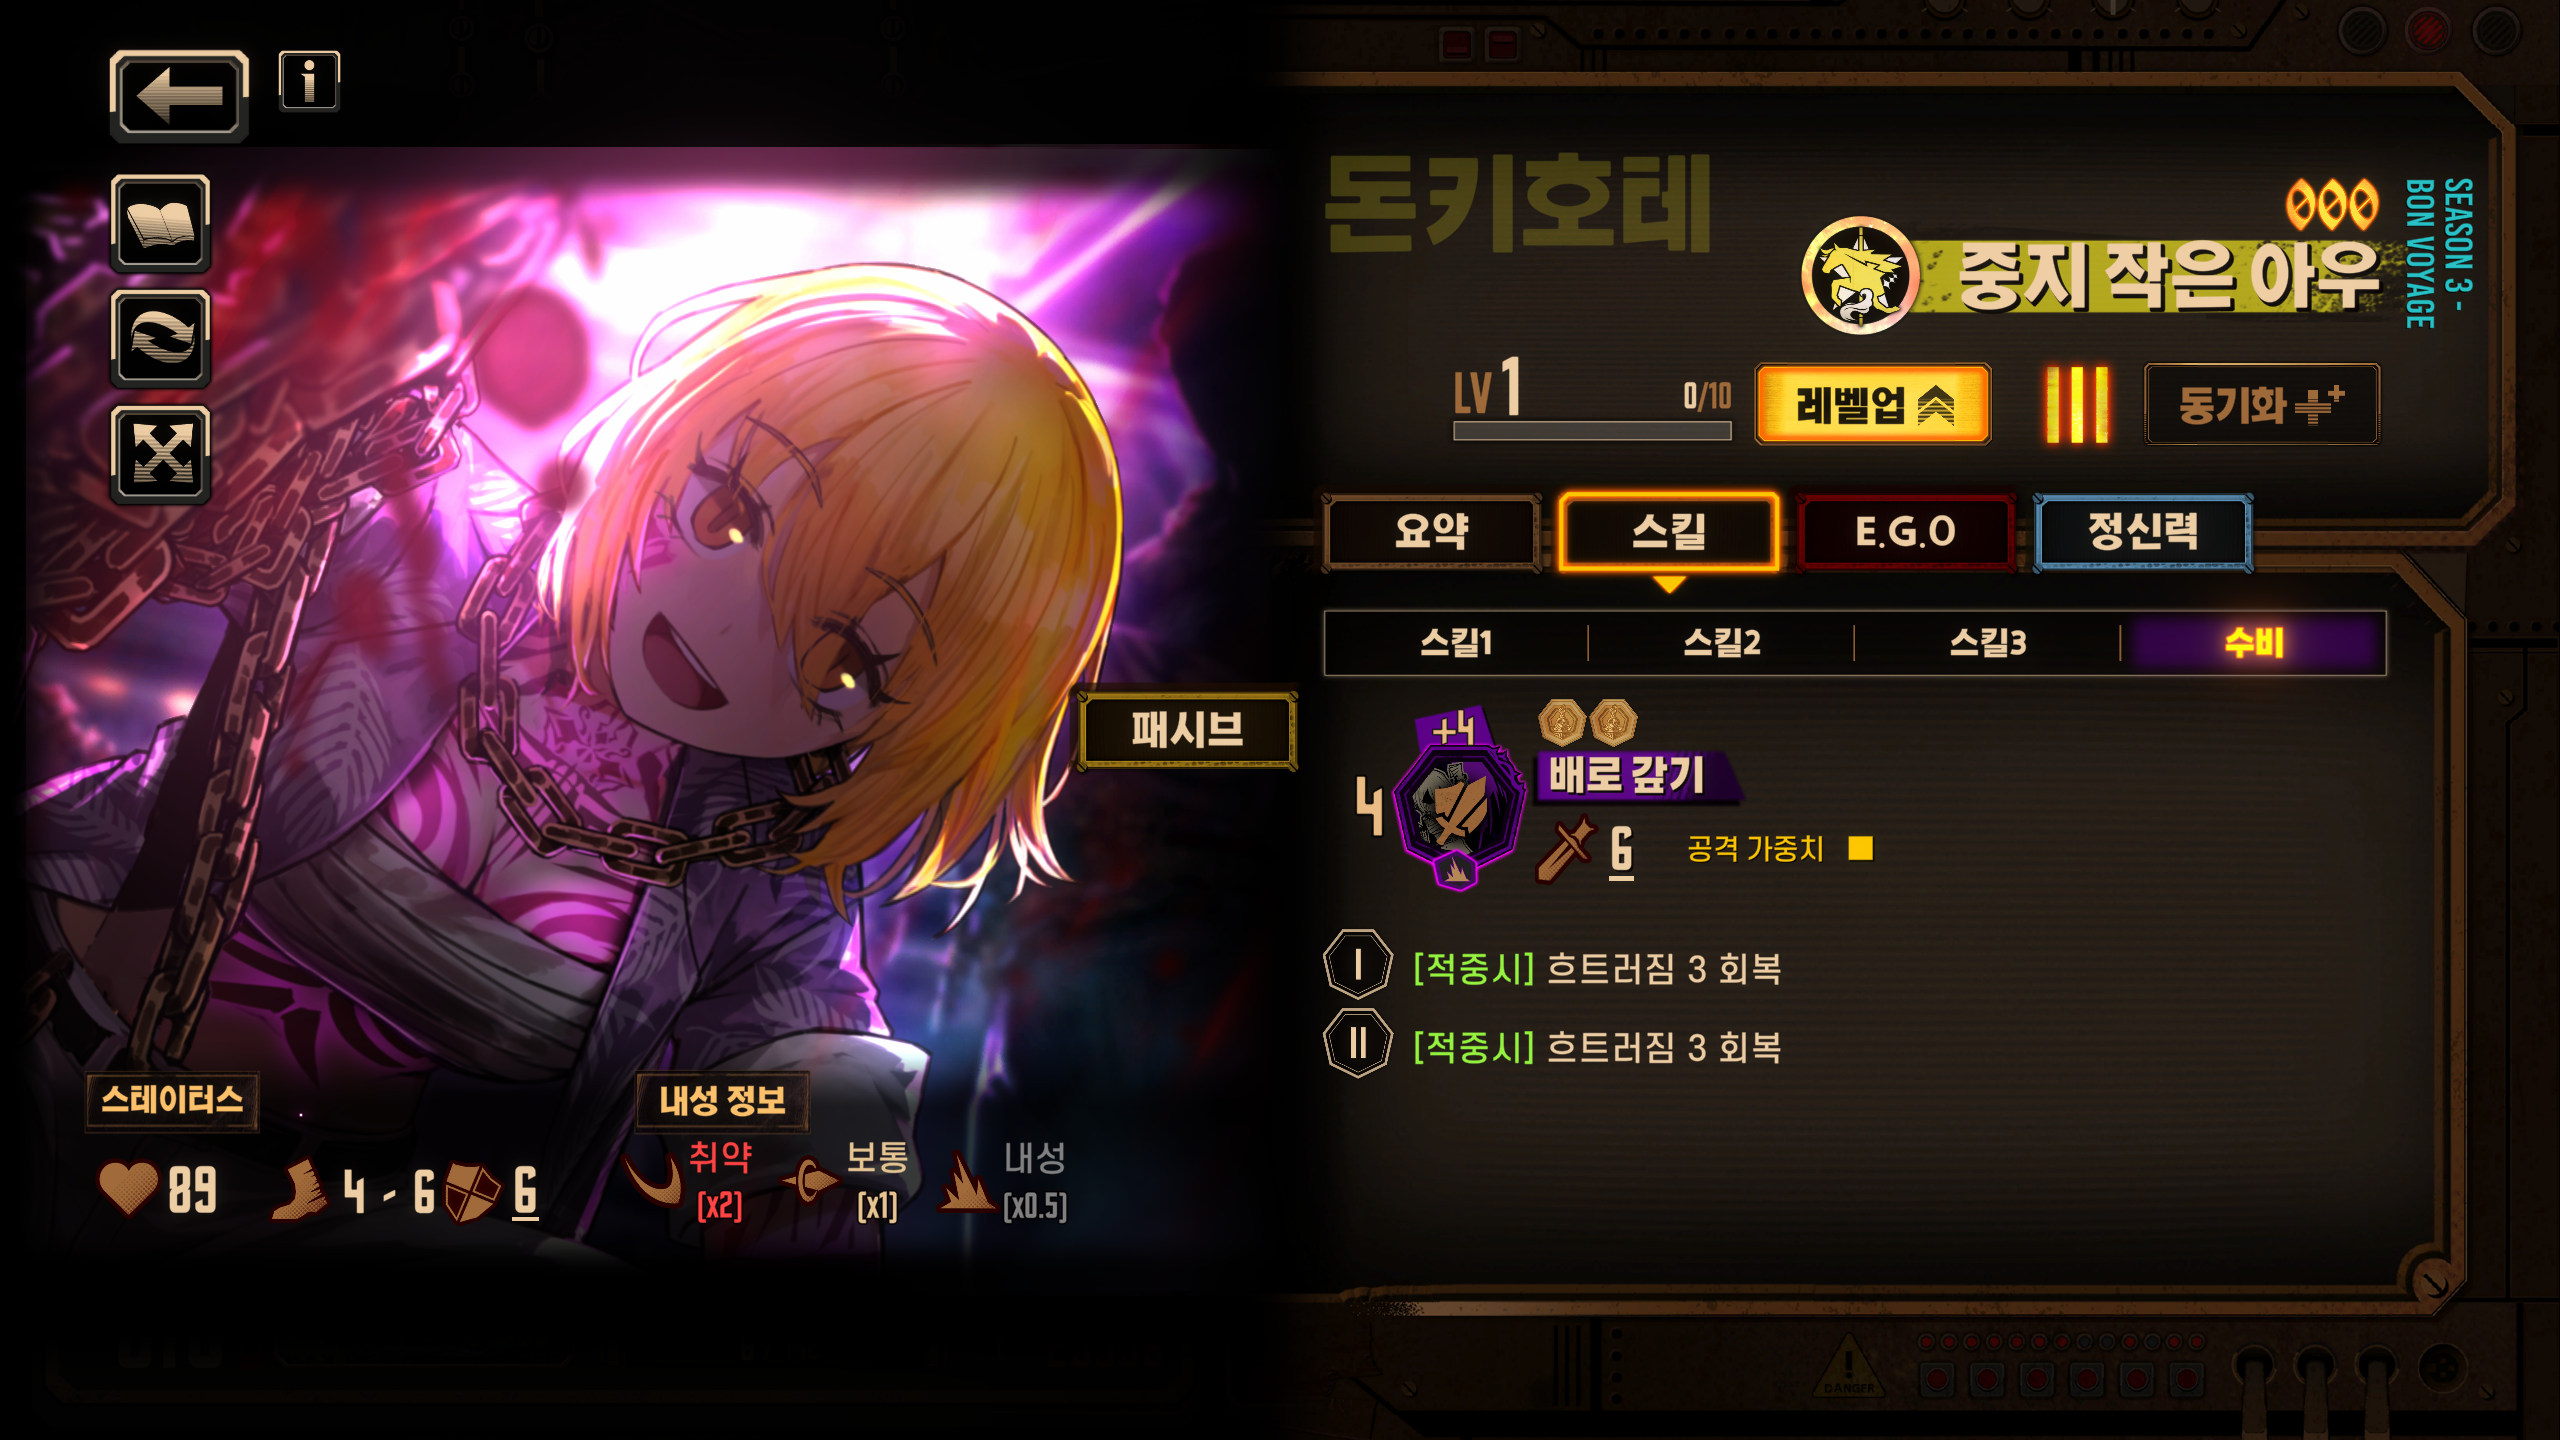 돈키호테
중지 작은 아우
SEASON 3 -
BON VOYAGE
LV 1
0/10
레벨업
동기화
요약
스킬
E.G.O
정신력
스킬1
스킬2
스킬3
수비
패시브
+4
4
배로 갚기
6
공격 가중치
I [적중시] 흐트러짐 3 회복
II [적중시] 흐트러짐 3 회복
스테이터스
89
4 - 6
6
내성 정보
취약
[x2]
보통
[x1]
내성
[x0.5]
DANGER